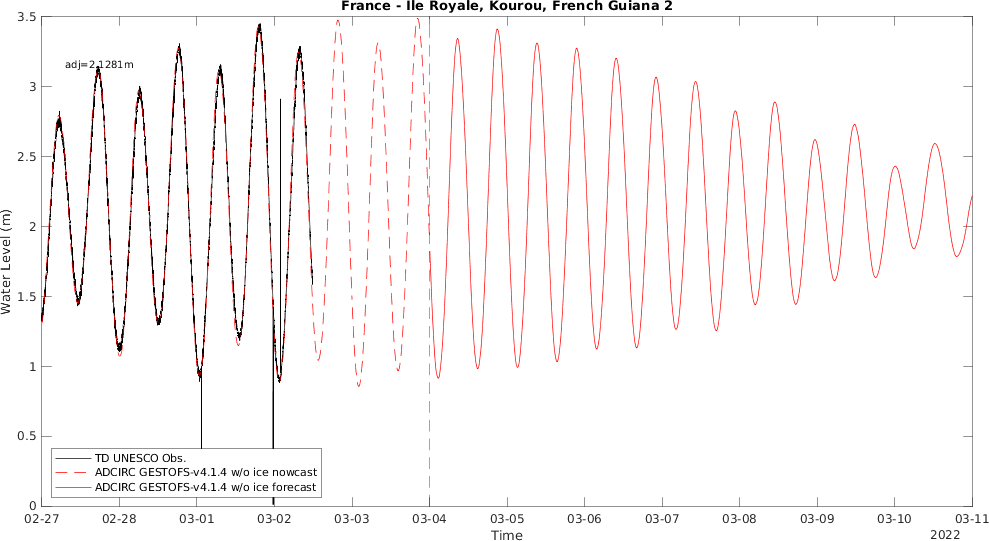 France - Ile Royale, Kourou, French Guiana 2
adj=2.1281m
Water Level (m)
3.5
3
2.5
2
1.5
1
0.5
0
TD UNESCO Obs.
ADCIRC GESTOFS-v4.1.4 w/o ice nowcast
ADCIRC GESTOFS-v4.1.4 w/o ice forecast
02-27 02-28 03-01 03-02 03-03 03-04 03-05 03-06 03-07 03-08 03-09 03-10 03-11
Time
2022